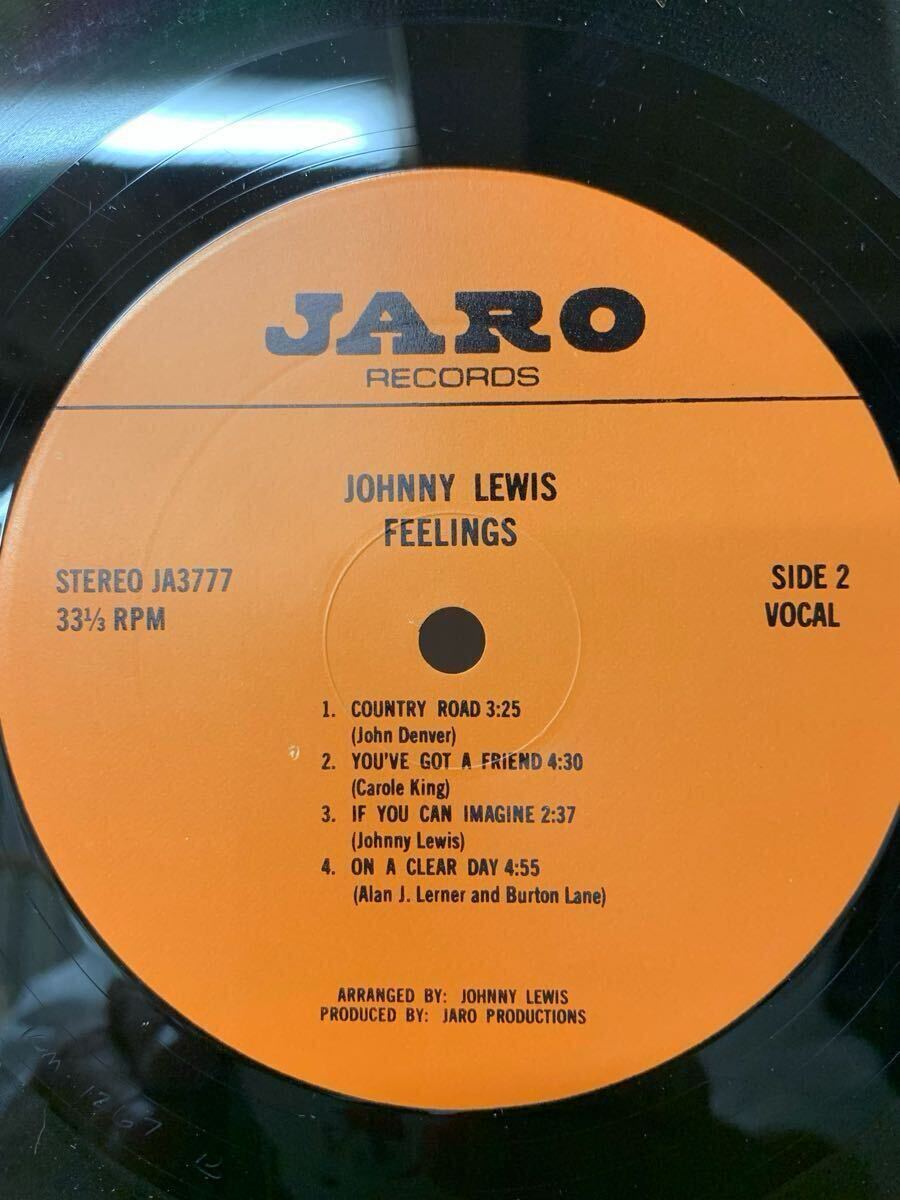 JARO
RECORDS
JOHNNY LEWIS
FEELINGS
STEREO JA3777
33⅓ RPM
SIDE 2
VOCAL
1. COUNTRY ROAD 3:25
(John Denver)
2. YOU'VE GOT A FRIEND 4:30
(Carole King)
3. IF YOU CAN IMAGINE 2:37
(Johnny Lewis)
4. ON A CLEAR DAY 4:55
(Alan J. Lerner and Burton Lane)
ARRANGED BY: JOHNNY LEWIS
PRODUCED BY: JARO PRODUCTIONS